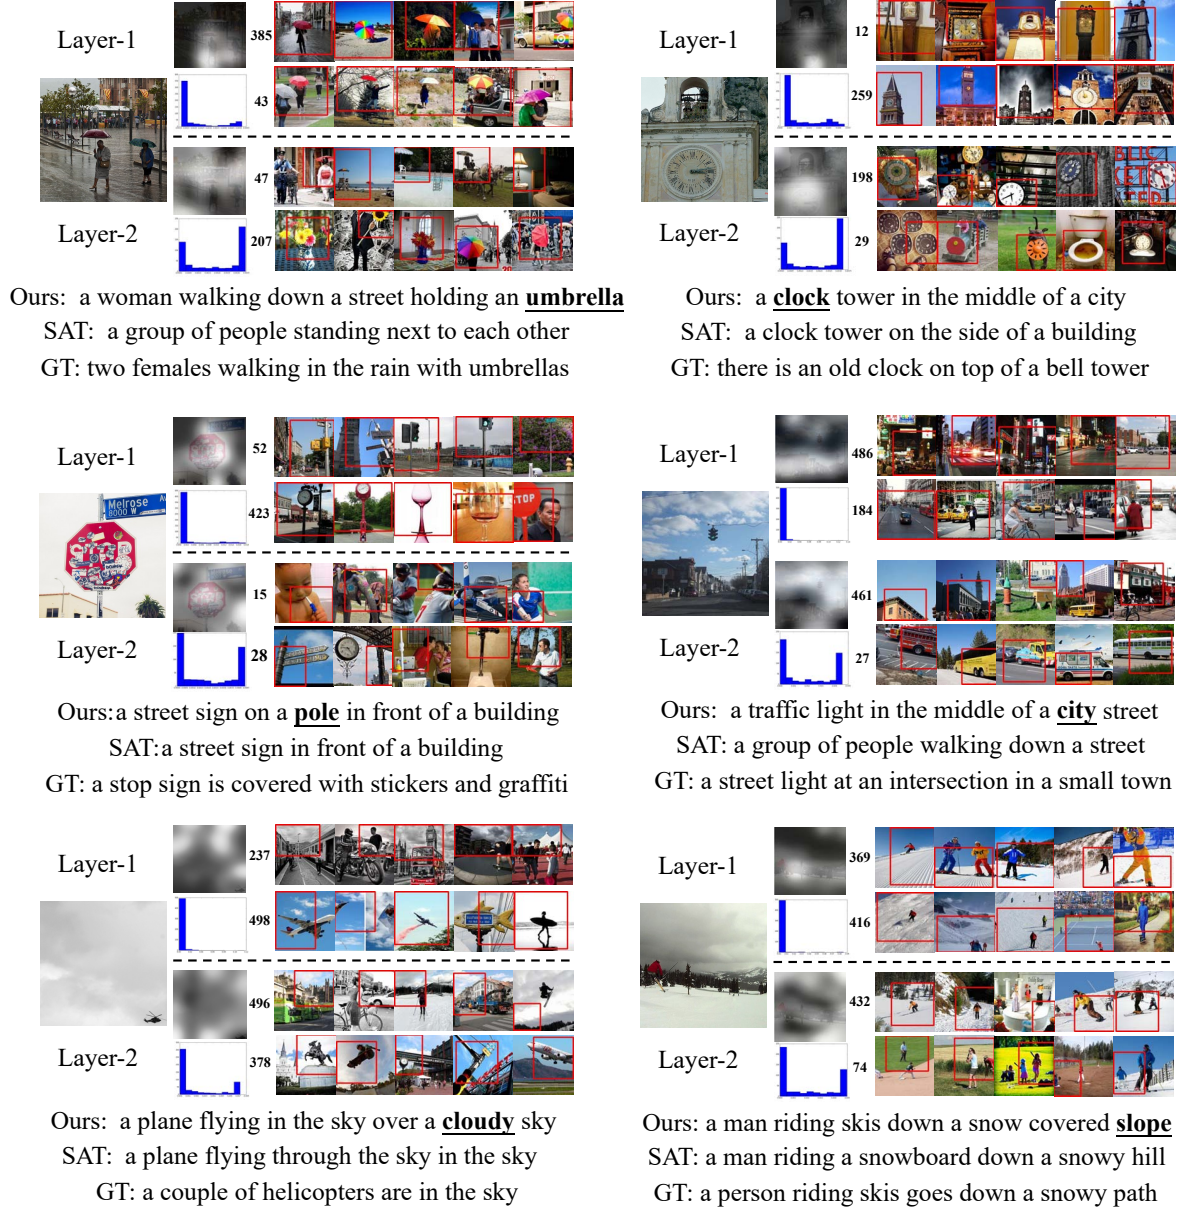 Layer-1
385
43
47
Layer-2
207
Ours: a woman walking down a street holding an umbrella
SAT: a group of people standing next to each other
GT: two females walking in the rain with umbrellas
Layer-1
12
259
198
Layer-2
29
Ours: a clock tower in the middle of a city
SAT: a clock tower on the side of a building
GT: there is an old clock on top of a bell tower
Layer-1
52
423
Melrose Av
8000 W
STOP
15
Layer-2
28
Ours:a street sign on a pole in front of a building
SAT:a street sign in front of a building
GT: a stop sign is covered with stickers and graffiti
Layer-1
486
184
461
Layer-2
27
Ours: a traffic light in the middle of a city street
SAT: a group of people walking down a street
GT: a street light at an intersection in a small town
Layer-1
237
498
496
Layer-2
378
Ours: a plane flying in the sky over a cloudy sky
SAT: a plane flying through the sky in the sky
GT: a couple of helicopters are in the sky
Layer-1
369
416
432
Layer-2
74
Ours: a man riding skis down a snow covered slope
SAT: a man riding a snowboard down a snowy hill
GT: a person riding skis goes down a snowy path